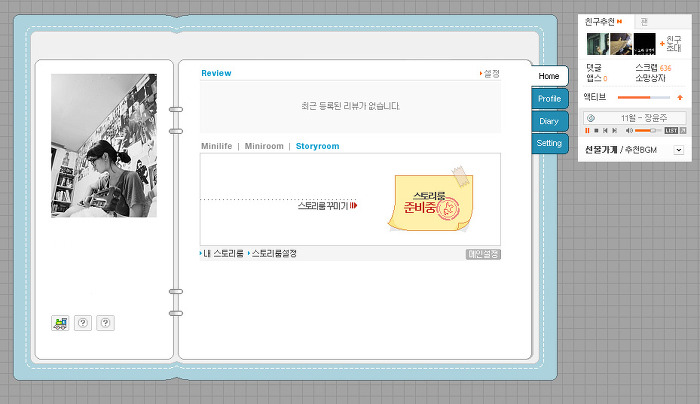 Review
설정
최근 등록된 리뷰가 없습니다.
Minilife | Miniroom | Storyroom
스토리룸 꾸미기
스토리룸
준비중
내 스토리룸
스토리룸설정
메인설정
Home
Profile
Diary
Setting
친구추천 N
팬
+ 친구
초대
댓글
스크랩 636
앱스 0
소망상자
액티브
11월 - 장윤주
LIST
선물가게 / 추천BGM